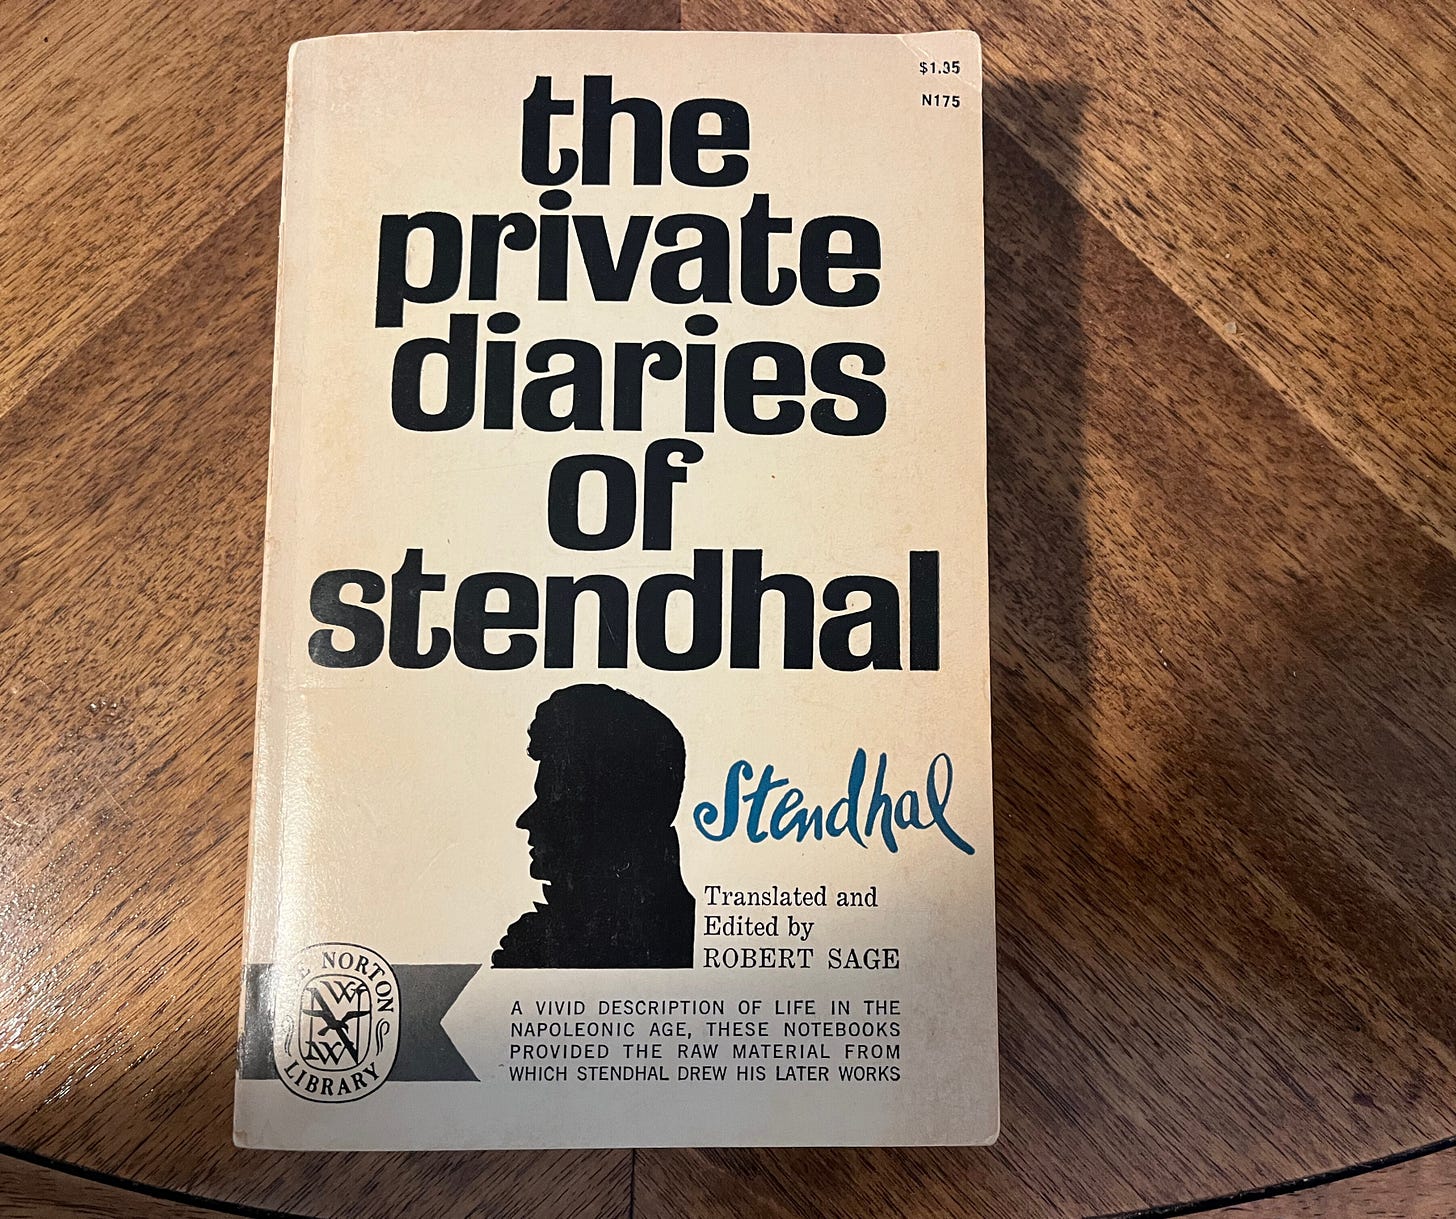 $1.95
N175
the
private
diaries
of
stendhal
Stendhal
Translated and
Edited by
ROBERT SAGE
NORTON
LIBRARY
A VIVID DESCRIPTION OF LIFE IN THE
NAPOLEONIC AGE, THESE NOTEBOOKS
PROVIDED THE RAW MATERIAL FROM
WHICH STENDHAL DREW HIS LATER WORKS